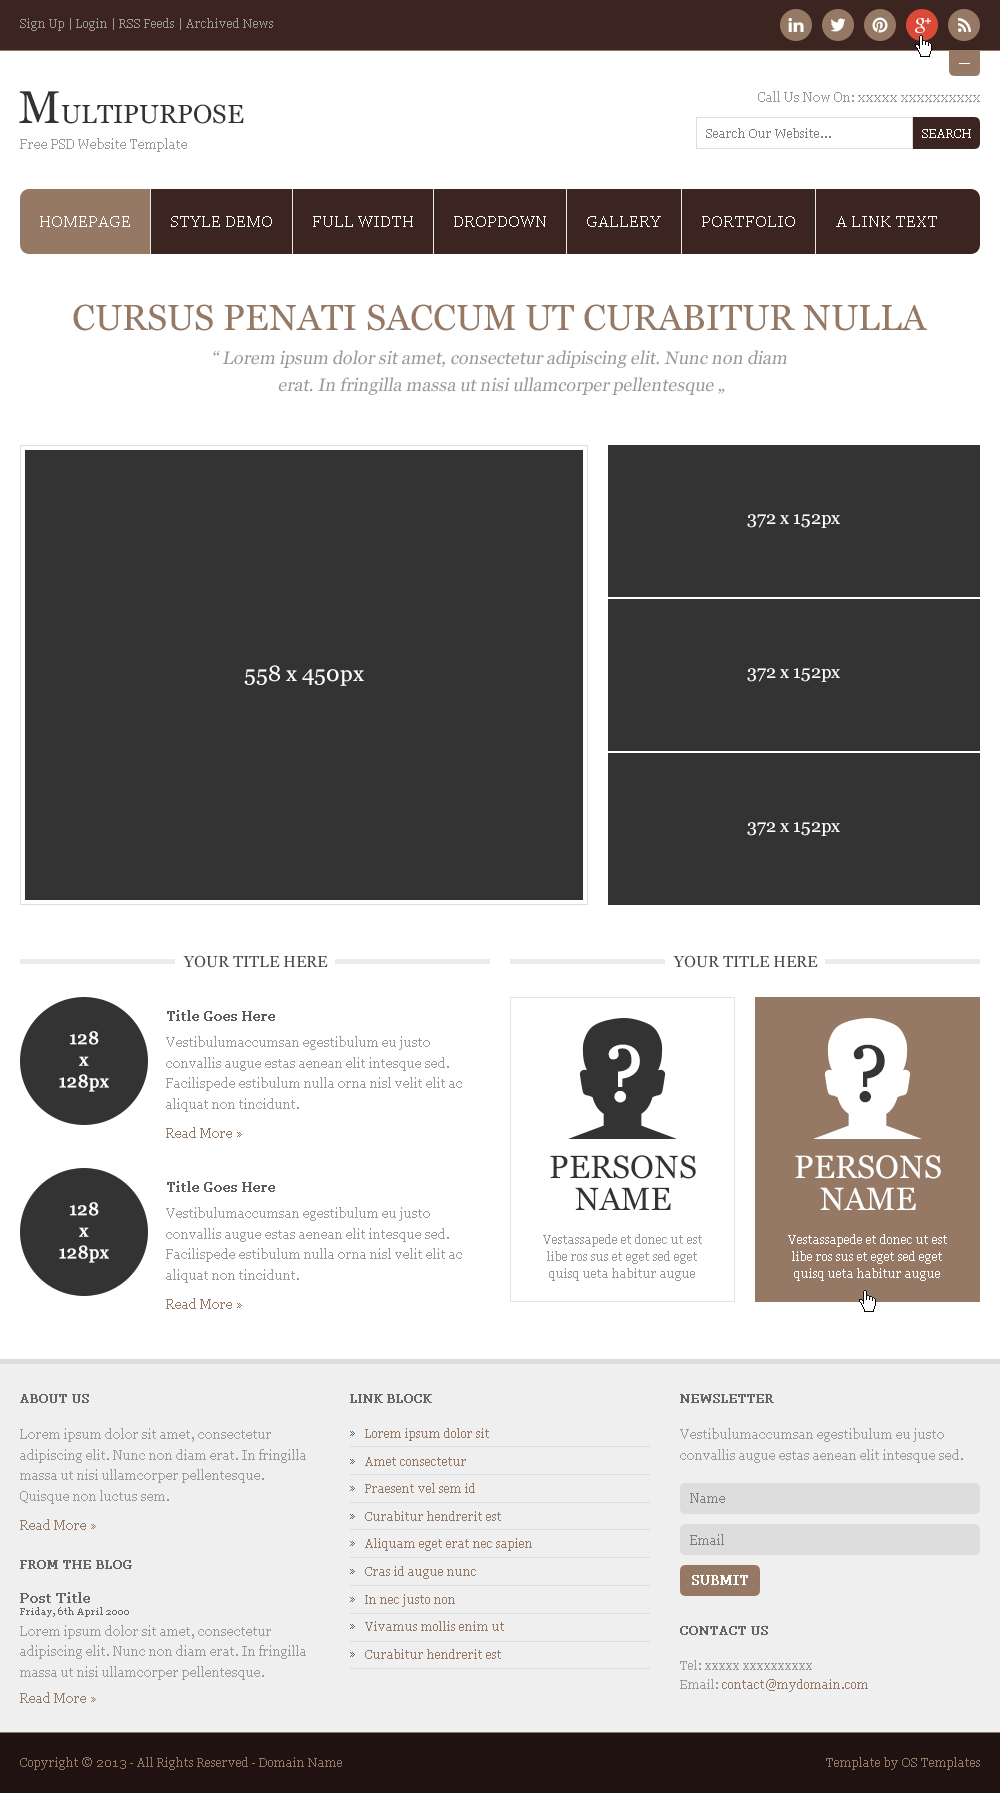 Sign Up | Login | RSS Feeds | Archived News
in
g+
Call Us Now On: xxxxx xxxxxxxxxx
MULTIPURPOSE
Free PSD Website Template
Search Our Website... SEARCH
HOMEPAGE STYLE DEMO FULL WIDTH DROPDOWN GALLERY PORTFOLIO A LINK TEXT
CURSUS PENATI SACCUM UT CURABITUR NULLA
“ Lorem ipsum dolor sit amet, consectetur adipiscing elit. Nunc non diam
erat. In fringilla massa ut nisi ullamcorper pellentesque „
558 x 450px
372 x 152px
372 x 152px
372 x 152px
YOUR TITLE HERE
128
x
128px
Title Goes Here
Vestibulumaccumsan egestibulum eu justo
convallis augue estas aenean elit intesque sed.
Facilispede estibulum nulla orna nisl velit elit ac
aliquat non tincidunt.
Read More »
128
x
128px
Title Goes Here
Vestibulumaccumsan egestibulum eu justo
convallis augue estas aenean elit intesque sed.
Facilispede estibulum nulla orna nisl velit elit ac
aliquat non tincidunt.
Read More »
YOUR TITLE HERE
?
PERSONS
NAME
Vestassapede et donec ut est
libe ros sus et eget sed eget
quisq ueta habitur augue
?
PERSONS
NAME
Vestassapede et donec ut est
libe ros sus et eget sed eget
quisq ueta habitur augue
ABOUT US
Lorem ipsum dolor sit amet, consectetur
adipiscing elit. Nunc non diam erat. In fringilla
massa ut nisi ullamcorper pellentesque.
Quisque non luctus sem.
Read More »
FROM THE BLOG
Post Title
Friday, 6th April 2000
Lorem ipsum dolor sit amet, consectetur
adipiscing elit. Nunc non diam erat. In fringilla
massa ut nisi ullamcorper pellentesque.
Read More »
LINK BLOCK
» Lorem ipsum dolor sit
» Amet consectetur
» Praesent vel sem id
» Curabitur hendrerit est
» Aliquam eget erat nec sapien
» Cras id augue nunc
» In nec justo non
» Vivamus mollis enim ut
» Curabitur hendrerit est
NEWSLETTER
Vestibulumaccumsan egestibulum eu justo
convallis augue estas aenean elit intesque sed.
Name
Email
SUBMIT
CONTACT US
Tel: xxxxx xxxxxxxxxx
Email: contact@mydomain.com
Copyright © 2013 - All Rights Reserved - Domain Name
Template by OS Templates